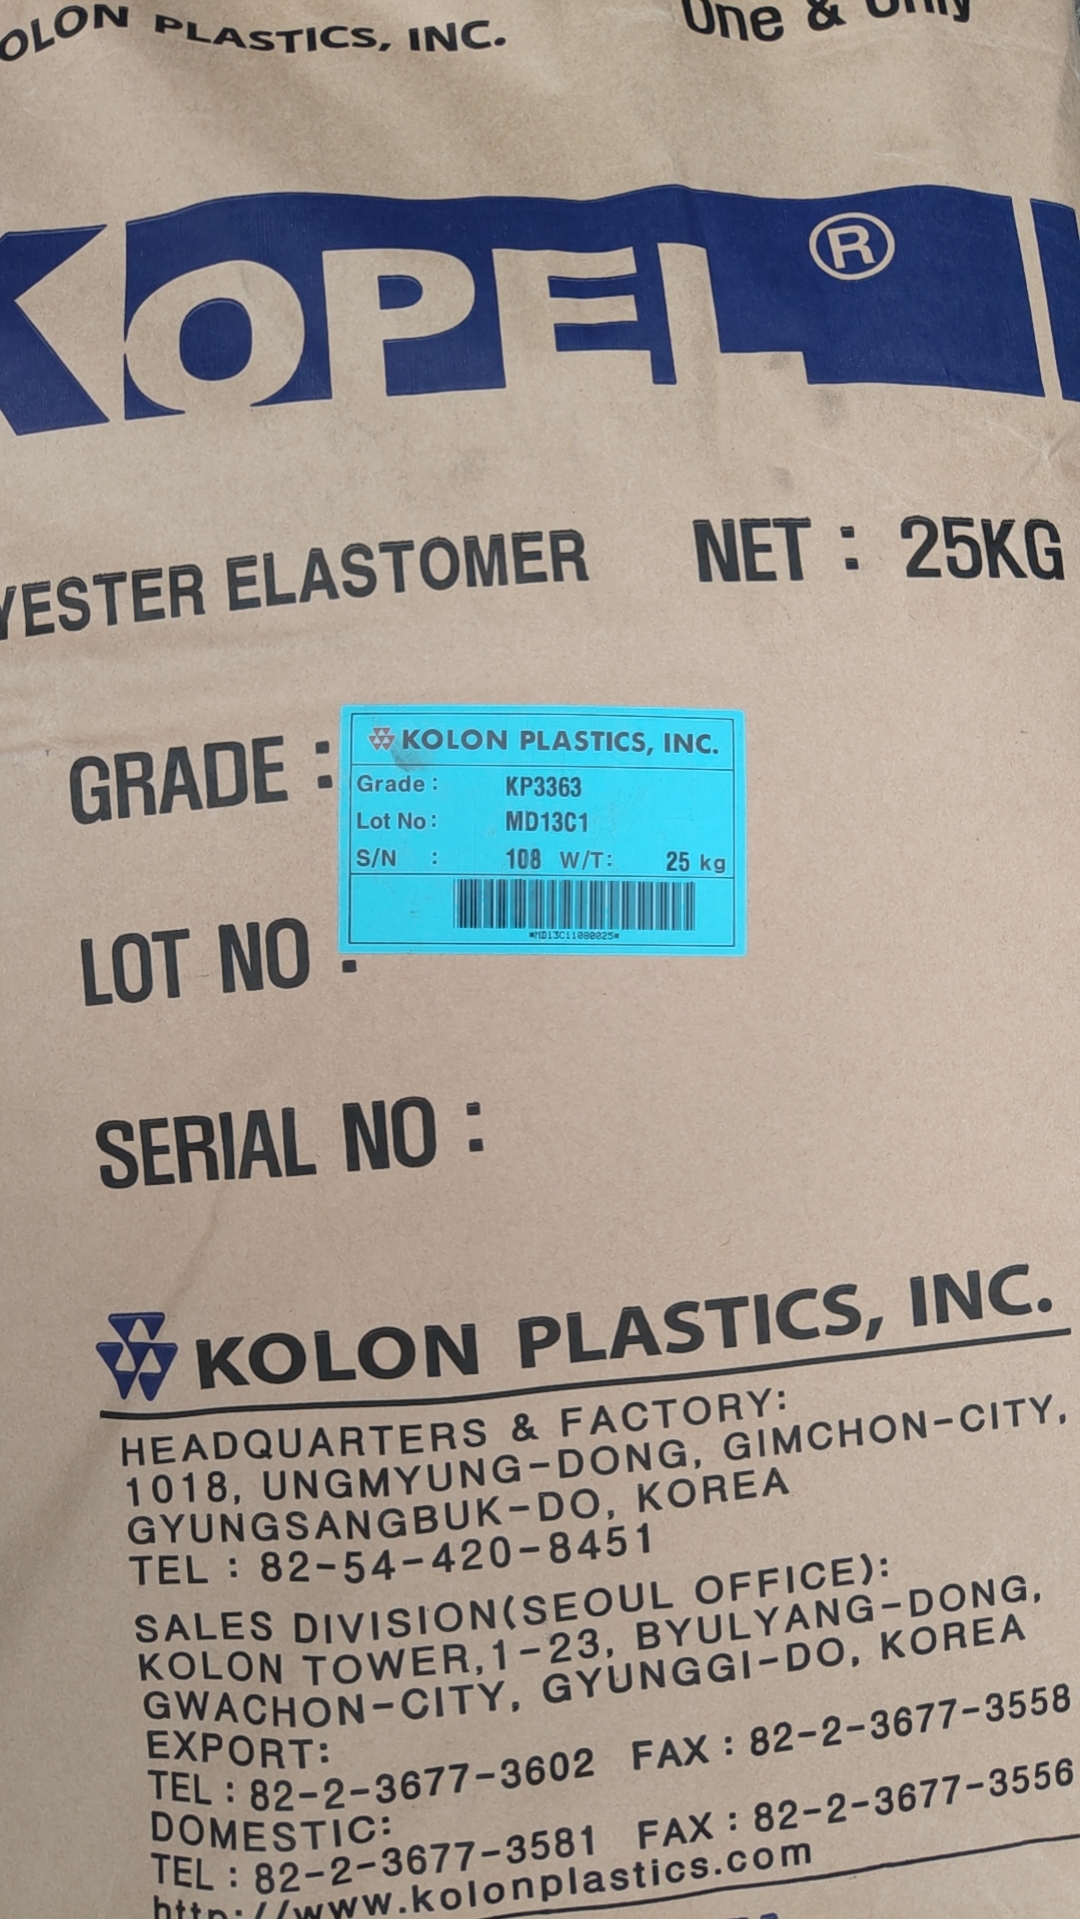 OLON PLASTICS, INC. One & Only
KOPEL®
YESTER ELASTOMER NET : 25KG
GRADE :
KOLON PLASTICS, INC.
Grade : KP3363
Lot No : MD13C1
S/N : 108 W/T: 25 kg
*MD13C11080025*
LOT NO :
SERIAL NO :
KOLON PLASTICS, INC.
HEADQUARTERS & FACTORY:
1018, UNGMYUNG-DONG, GIMCHON-CITY,
GYUNGSANGBUK-DO, KOREA
TEL : 82-54-420-8451
SALES DIVISION(SEOUL OFFICE):
KOLON TOWER,1-23, BYULYANG-DONG,
GWACHON-CITY, GYUNGGI-DO, KOREA
EXPORT:
TEL : 82-2-3677-3602 FAX : 82-2-3677-3558
DOMESTIC:
TEL : 82-2-3677-3581 FAX : 82-2-3677-3556
http://www.kolonplastics.com